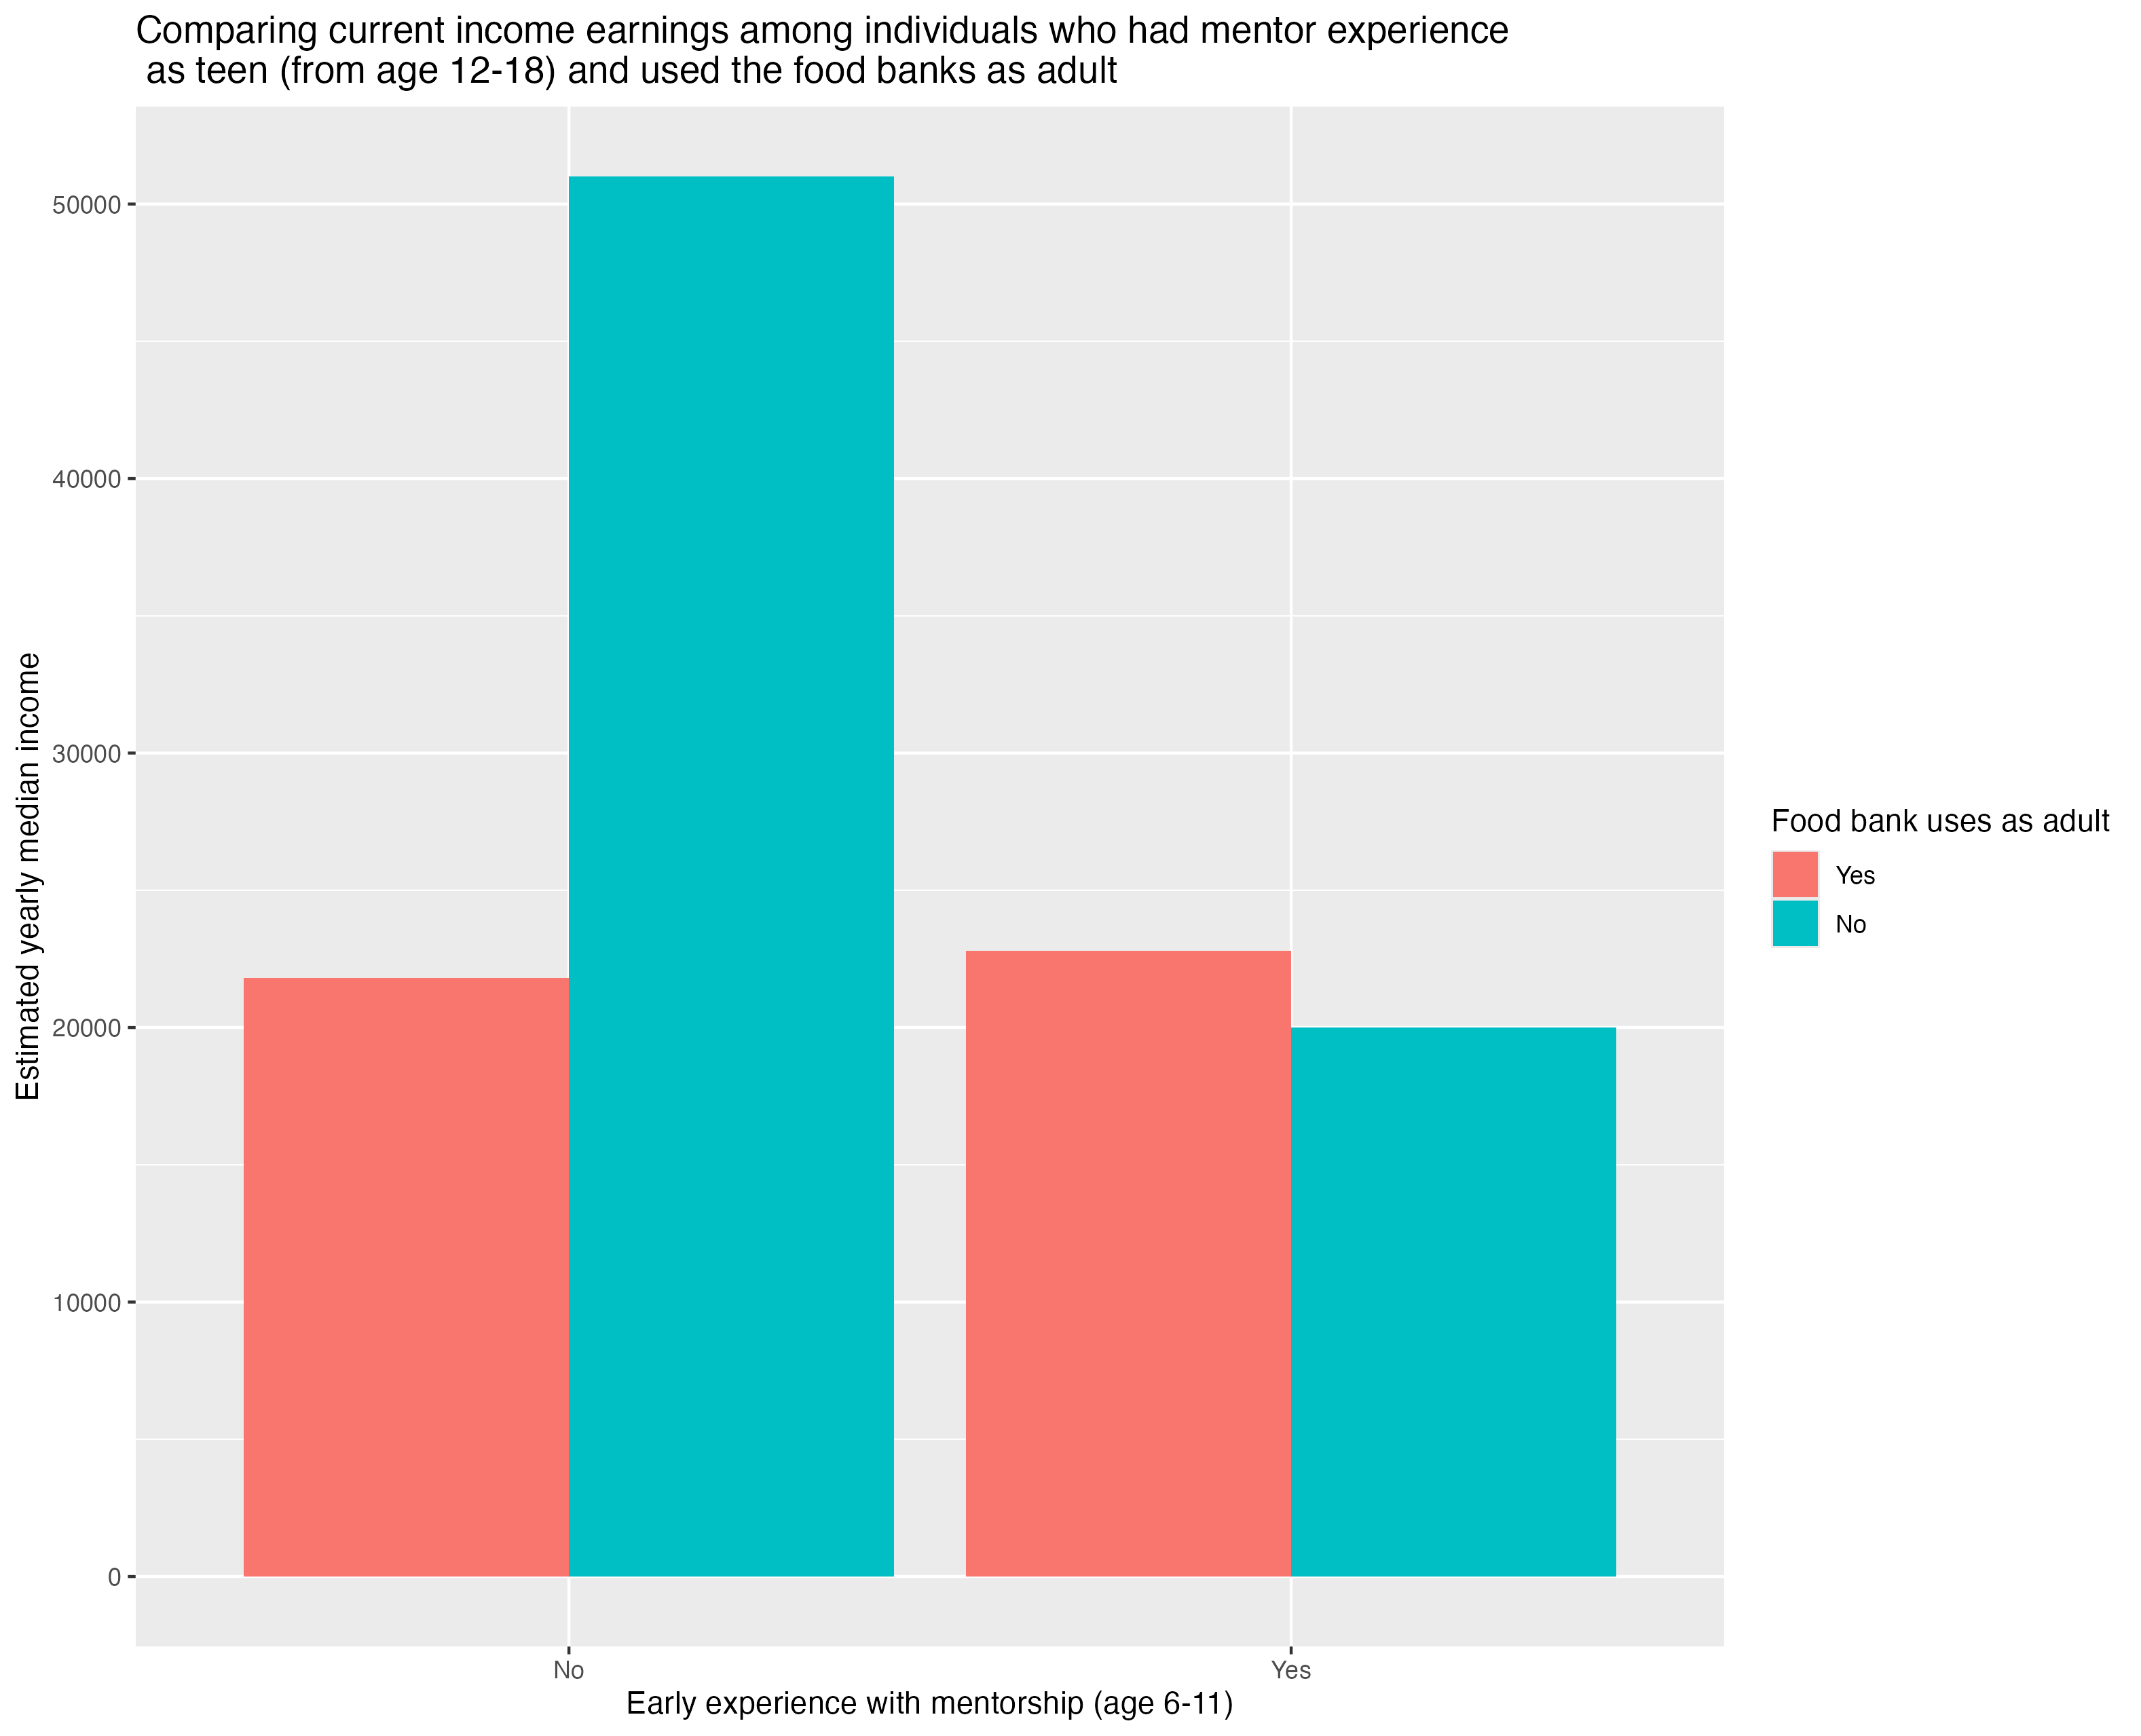 Comparing current income earnings among individuals who had mentor experience
as teen (from age 12-18) and used the food banks as adult
Estimated yearly median income
50000
40000
30000
20000
10000
0
No
Yes
Early experience with mentorship (age 6-11)
Food bank uses as adult
Yes
No